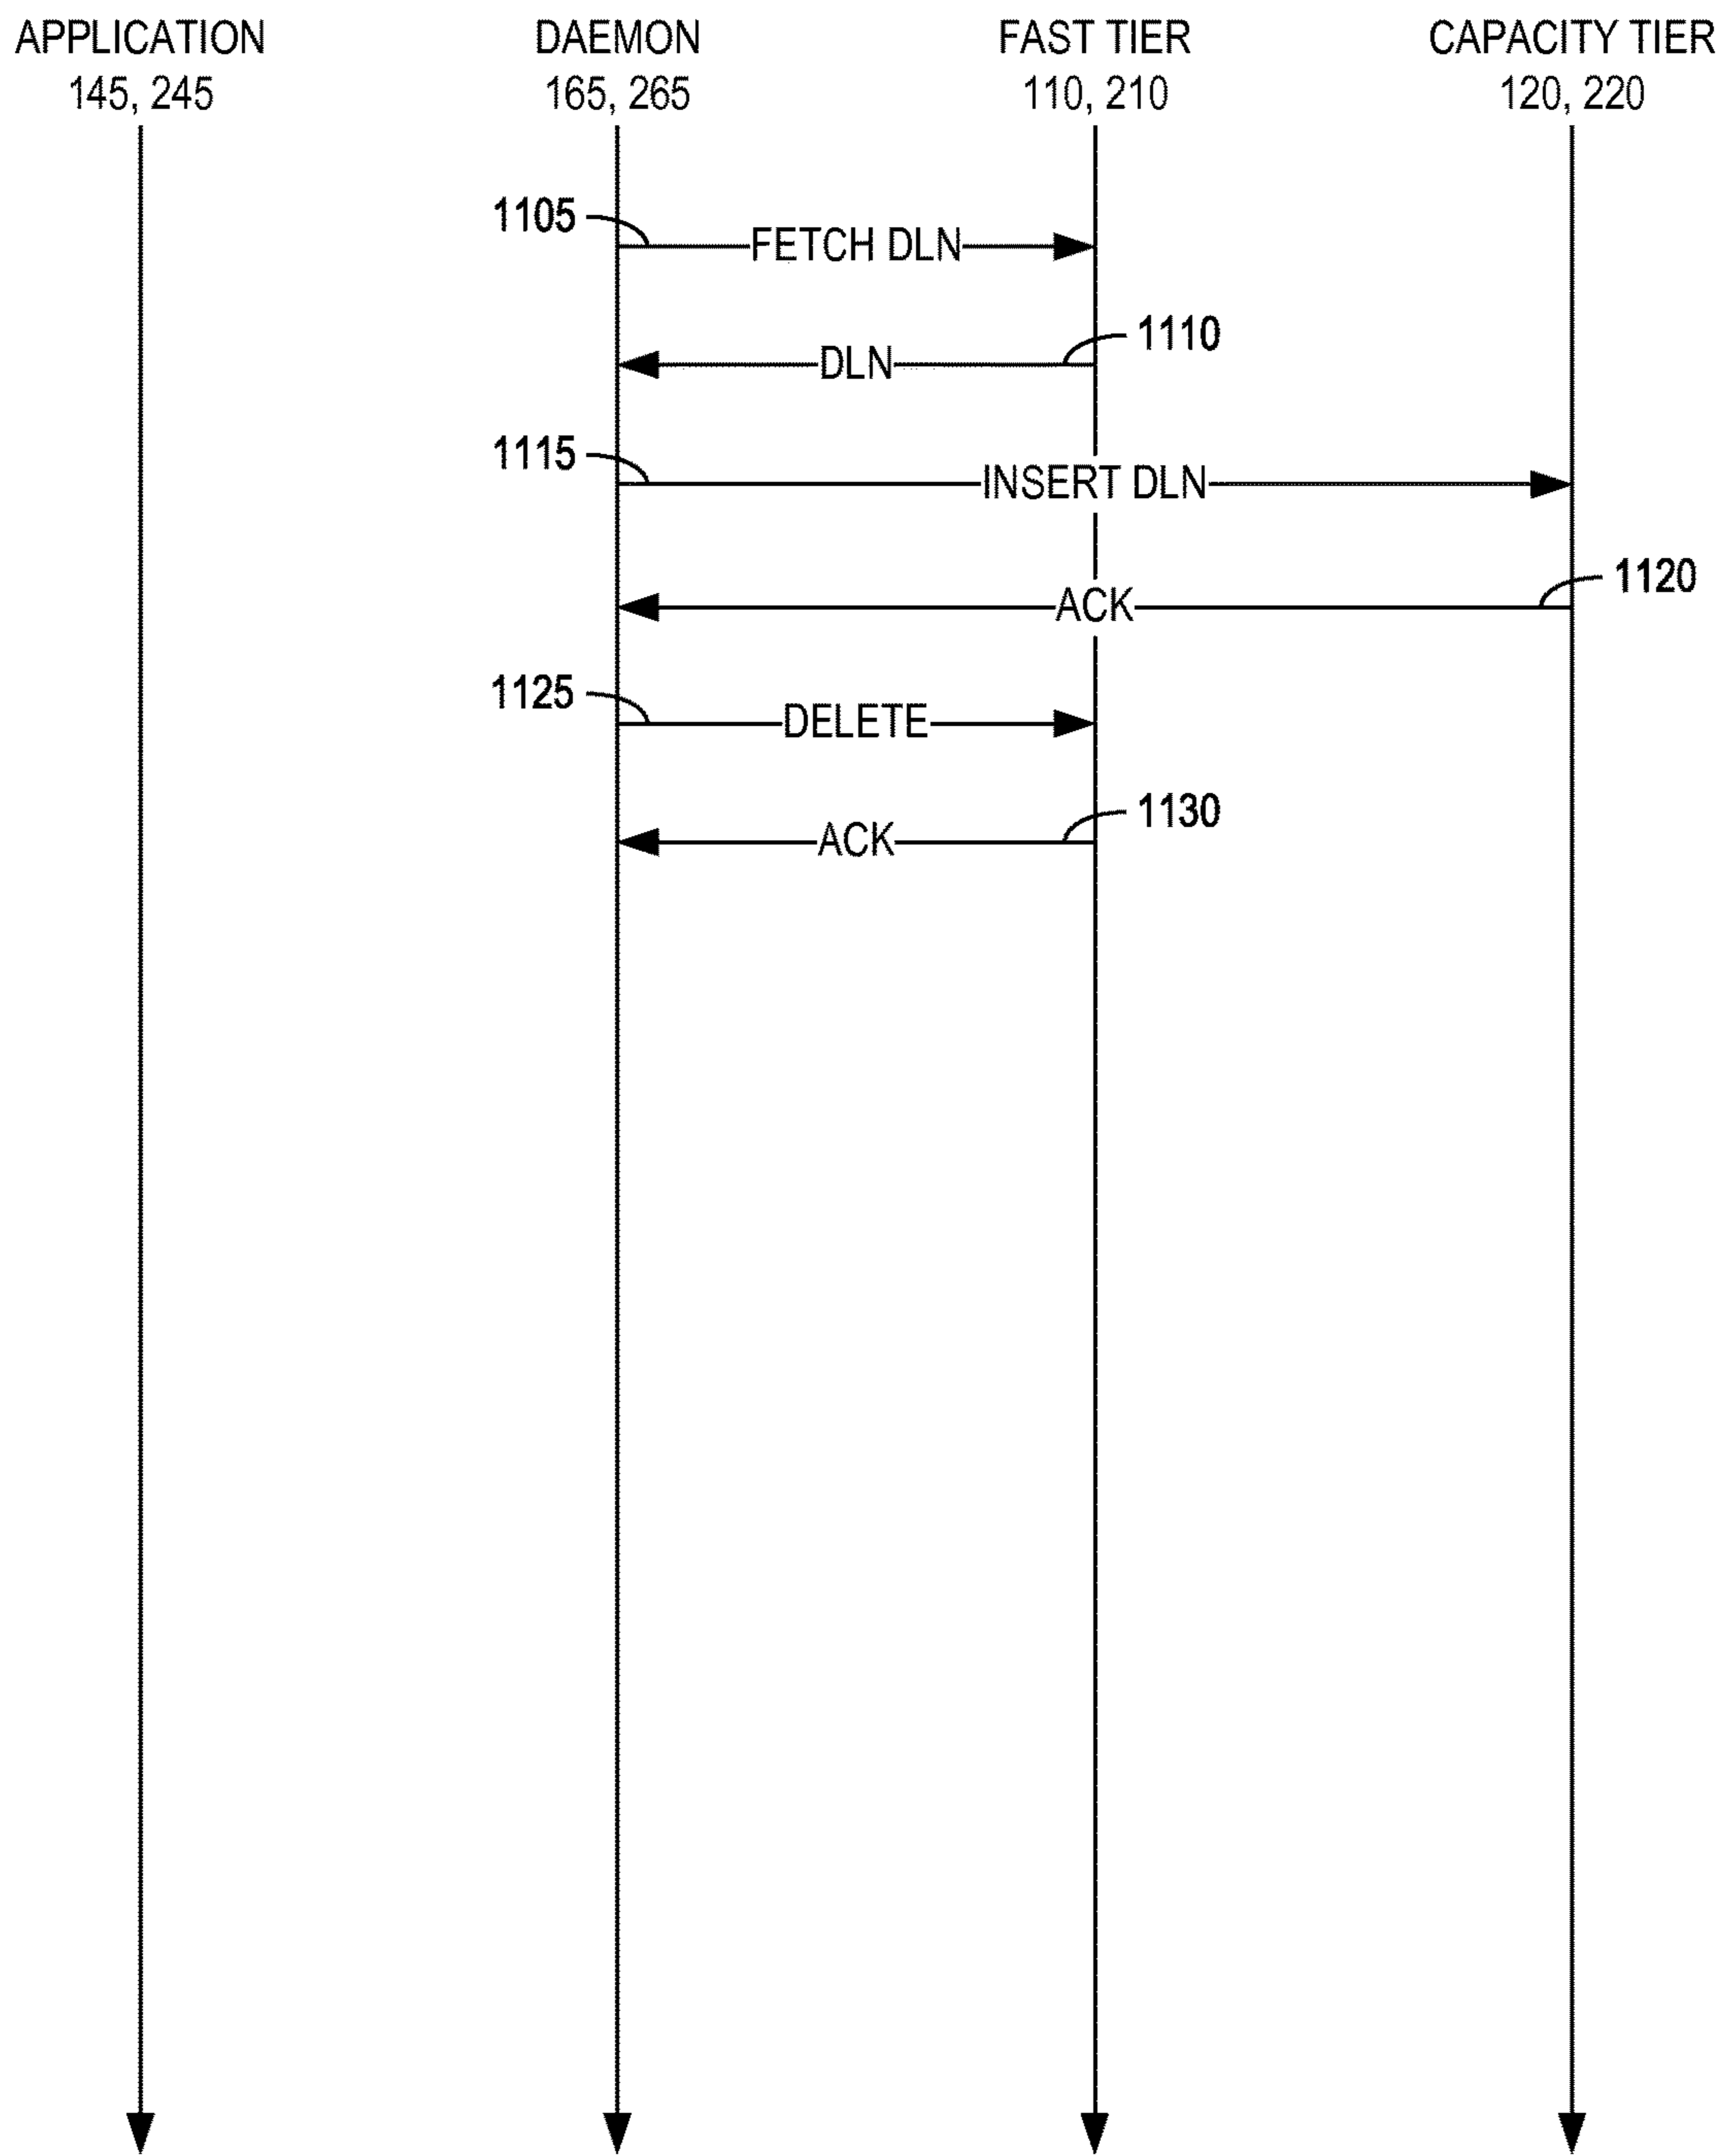 APPLICATION
145, 245
DAEMON
165, 265
FAST TIER
110, 210
CAPACITY TIER
120, 220
1105
FETCH DLN
1110
DLN
1115
INSERT DLN
1120
ACK
1125
DELETE
1130
ACK